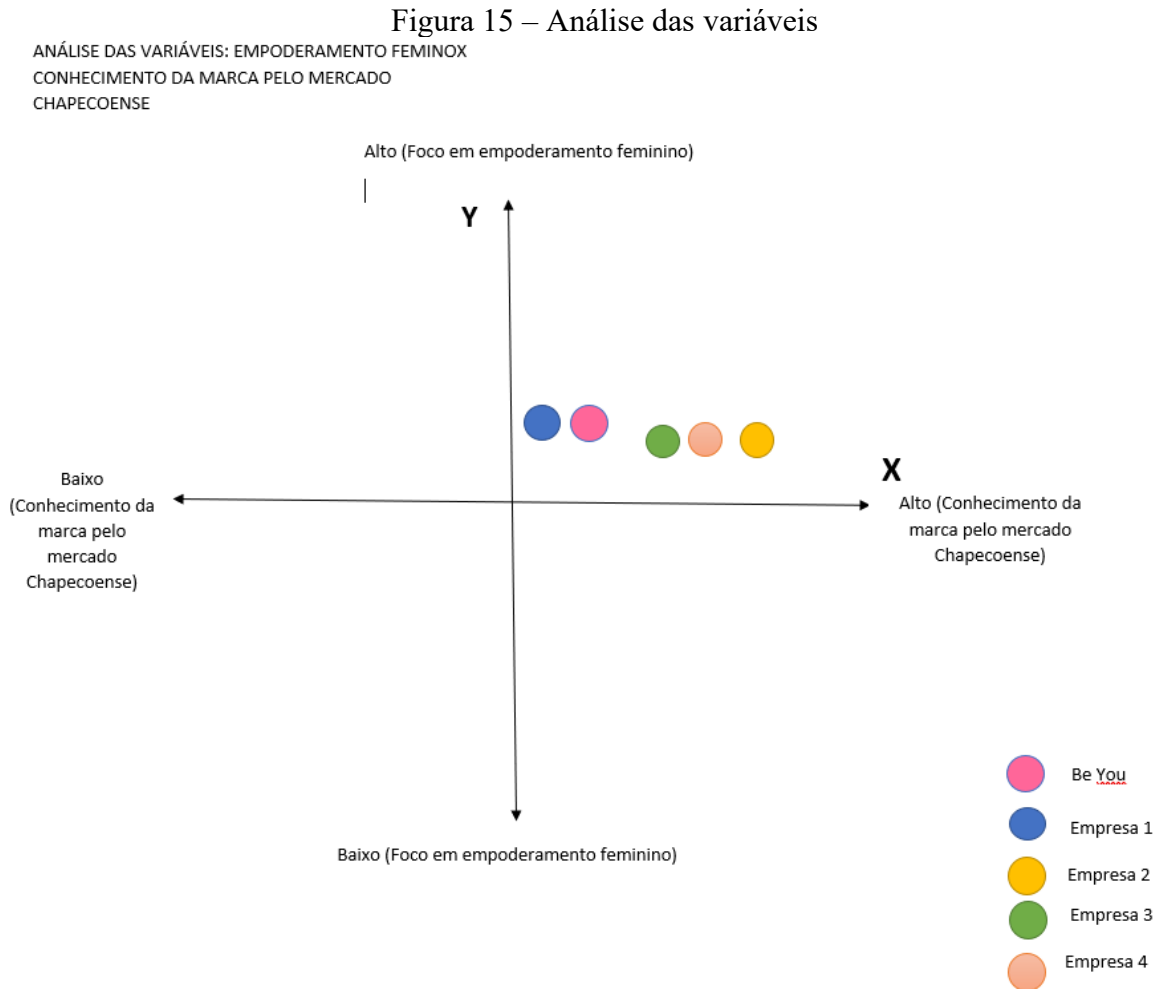 Figura 15 – Análise das variáveis
ANÁLISE DAS VARIÁVEIS: EMPODERAMENTO FEMINOX
CONHECIMENTO DA MARCA PELO MERCADO
CHAPECOENSE
Alto (Foco em empoderamento feminino)
Y
X
Baixo
(Conhecimento da
marca pelo
mercado
Chapecoense)
Alto (Conhecimento da
marca pelo mercado
Chapecoense)
Baixo (Foco em empoderamento feminino)
Be You
Empresa 1
Empresa 2
Empresa 3
Empresa 4